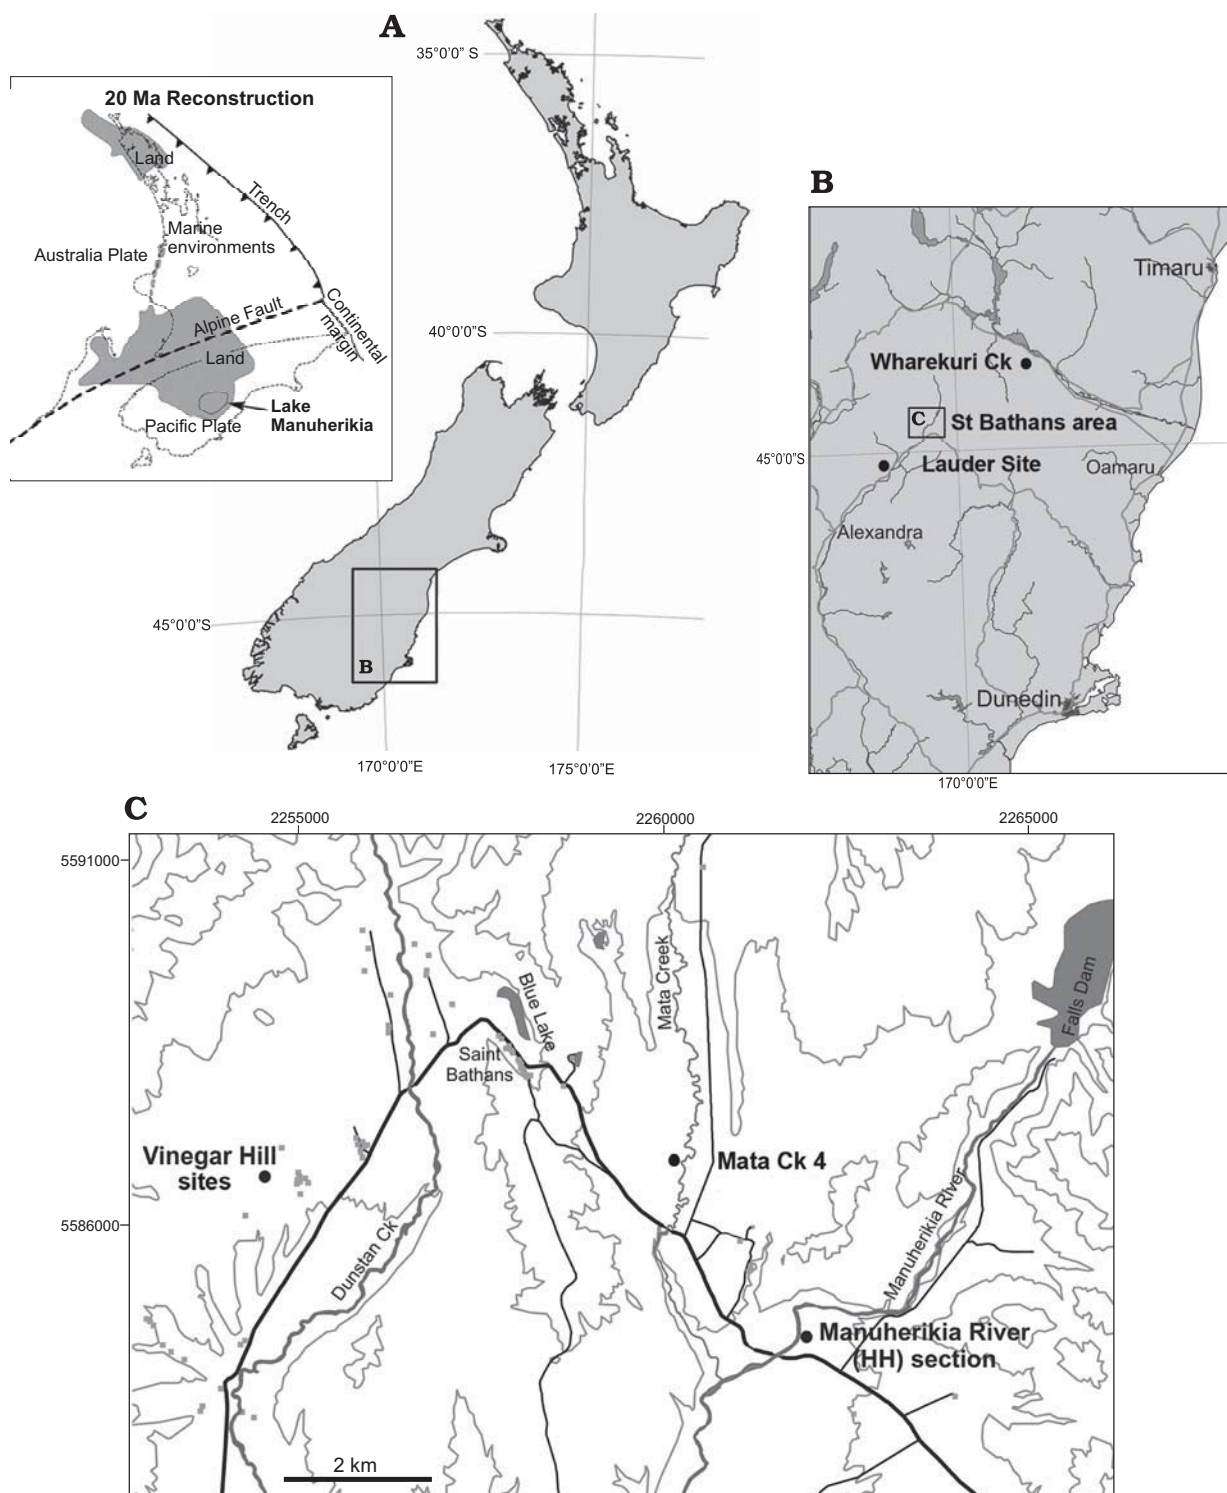 A
35°0'0" S
20 Ma Reconstruction
Land
Trench
Marine
environments
Australia Plate
Alpine Fault
Continental
margin
Land
Lake
Manuherikia
Pacific Plate
40°0'0"S
45°0'0"S
B
170°0'0"E
175°0'0"E
B
Timaru
Wharekuri Ck
C
St Bathans area
45°0'0"S
Lauder Site
Oamaru
Alexandra
Dunedin
170°0'0"E
C
2255000
2260000
2265000
5591000
Mata Creek
Blue Lake
Falls Dam
Saint
Bathans
Vinegar Hill
sites
Mata Ck 4
5586000
Dunstan Ck
Manuherikia River
Manuherikia River
(HH) section
2 km